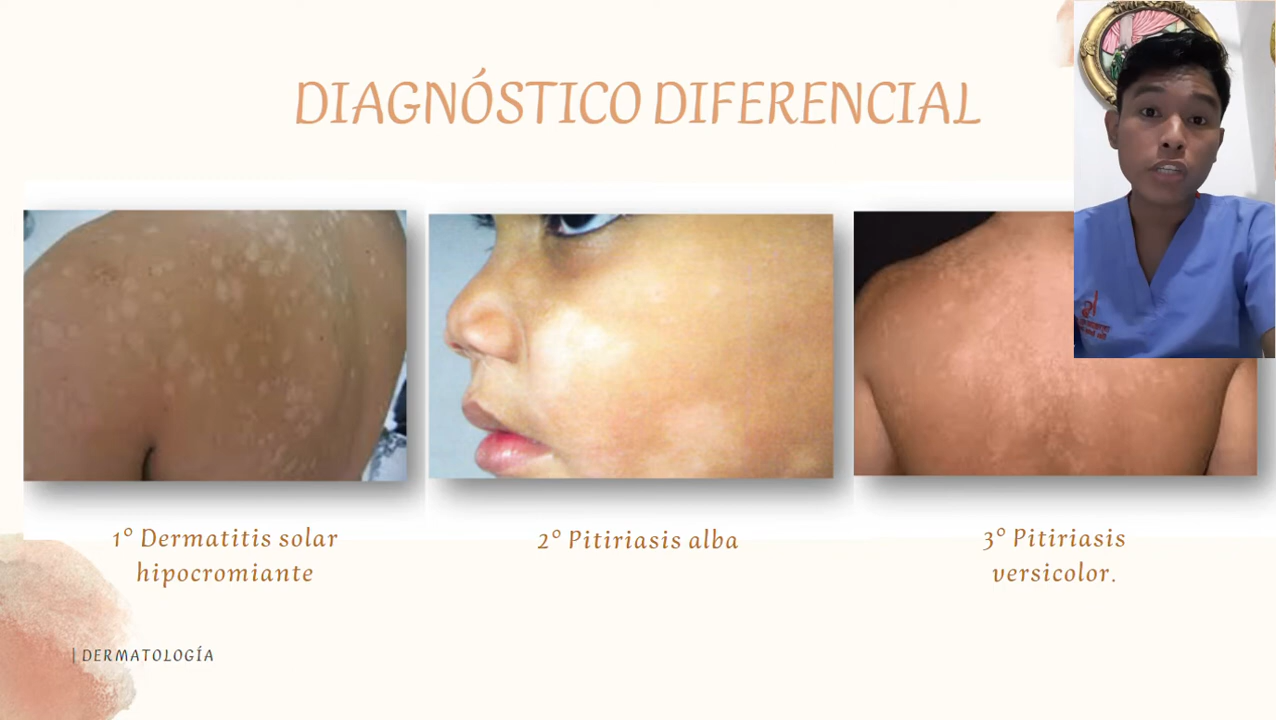 DIAGNÓSTICO DIFERENCIAL
1° Dermatitis solar
hipocromiante
2° Pitiriasis alba
3° Pitiriasis
versicolor.
| DERMATOLOGÍA